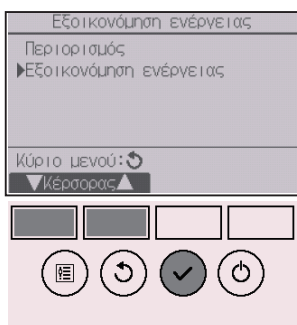 Εξοικονόμηση ενέργειας
Περιορισμός
▶Εξοικονόμηση ενέργειας
Κύριο μενού:
▼Κέρσορας▲